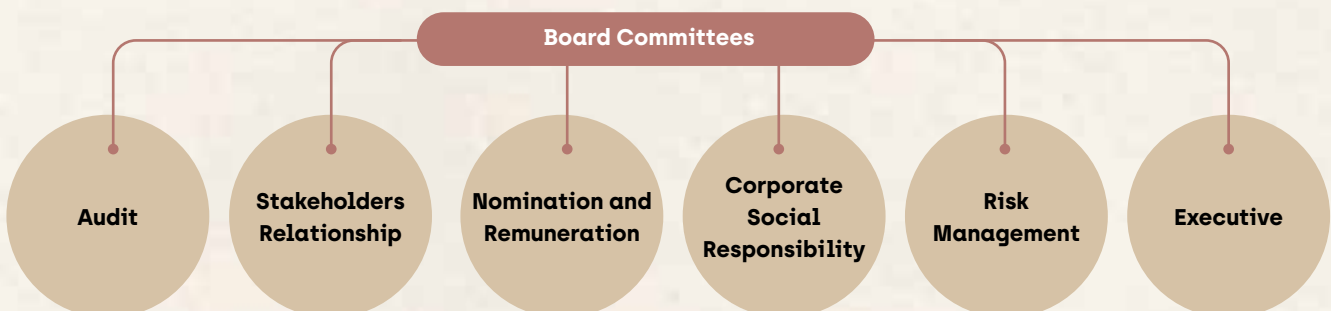 Board Committees
Audit
Stakeholders
Relationship
Nomination and
Remuneration
Corporate
Social
Responsibility
Risk
Management
Executive